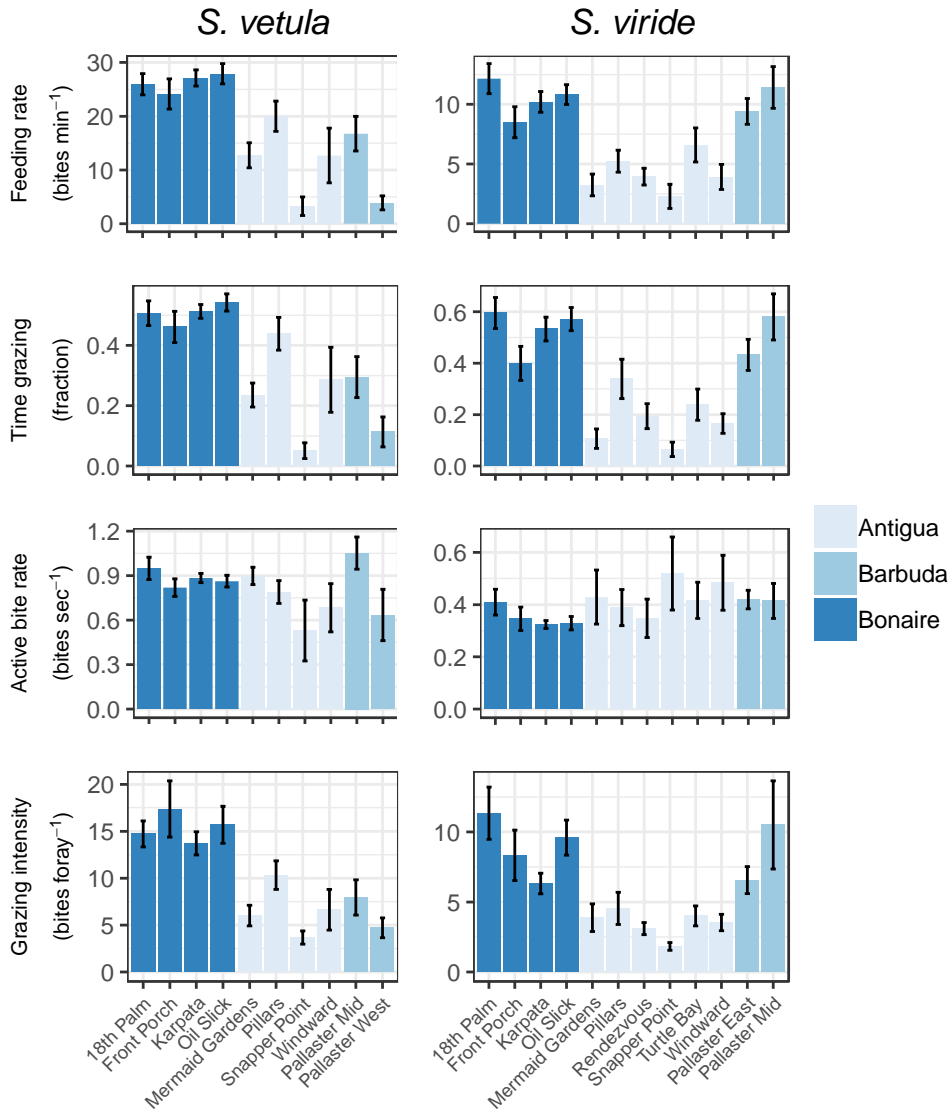 S. vetula
S. viride
Feeding rate
(bites min⁻¹)
30
20
10
0
10
5
0
Time grazing
(fraction)
0.4
0.2
0.0
0.6
0.4
0.2
0.0
Active bite rate
(bites sec⁻¹)
1.2
0.9
0.6
0.3
0.0
0.6
0.4
0.2
0.0
Antigua
Barbuda
Bonaire
Grazing intensity
(bites foray⁻¹)
20
15
10
5
0
10
5
0
18th Palm
Front Porch
Karpata
Oil Slick
Mermaid Gardens
Pillars
Snapper Point
Windward
Pallaster Mid
Pallaster West
18th Palm
Front Porch
Karpata
Oil Slick
Mermaid Gardens
Pillars
Rendezvous
Snapper Point
Turtle Bay
Windward
Pallaster East
Pallaster Mid